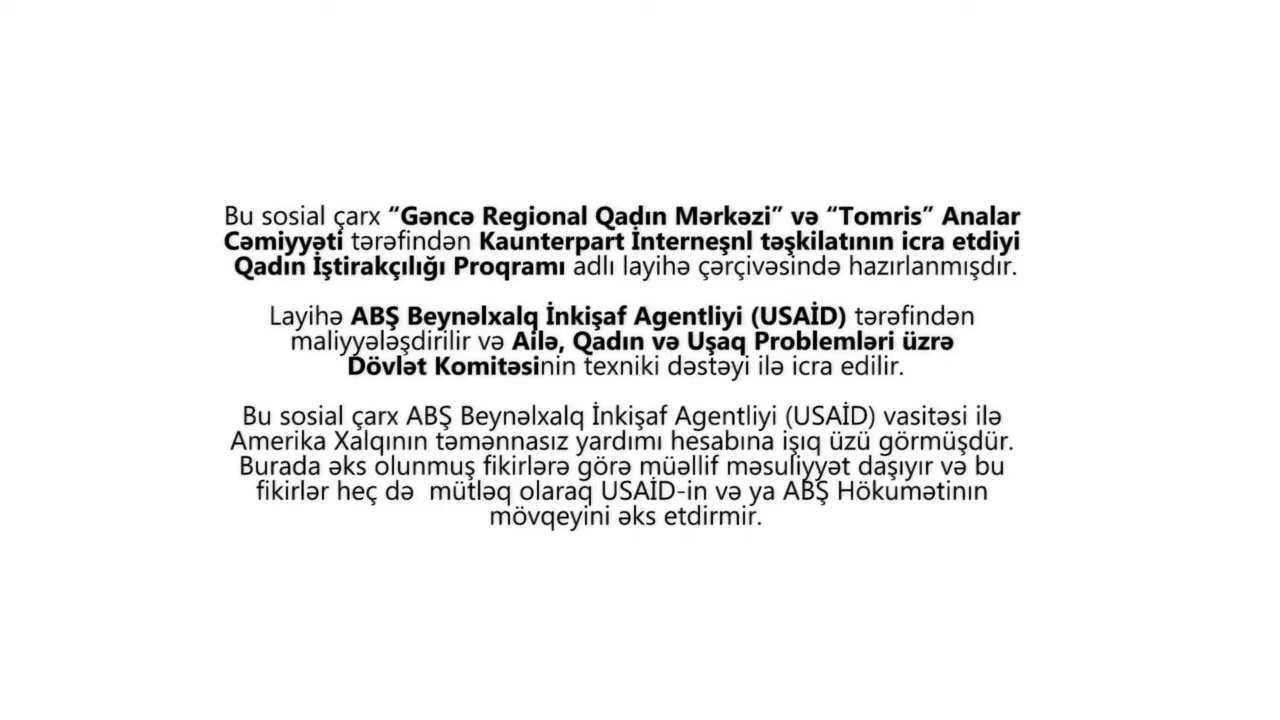 Bu sosial çarx “Gəncə Regional Qadın Mərkəzi” və “Tomris” Analar
Cəmiyyəti tərəfindən Kaunterpart İnterneşnl təşkilatının icra etdiyi
Qadın İştirakçılığı Proqramı adlı layihə çərçivəsində hazırlanmışdır.
Layihə ABŞ Beynəlxalq İnkişaf Agentliyi (USAİD) tərəfindən
maliyyələşdirilir və Ailə, Qadın və Uşaq Problemləri üzrə
Dövlət Komitəsinin texniki dəstəyi ilə icra edilir.
Bu sosial çarx ABŞ Beynəlxalq İnkişaf Agentliyi (USAİD) vasitəsi ilə
Amerika Xalqının təmənnasız yardımı hesabına işıq üzü görmüşdür.
Burada əks olunmuş fikirlərə görə müəllif məsuliyyət daşıyır və bu
fikirlər heç də mütləq olaraq USAİD-in və ya ABŞ Hökumətinin
mövqeyini əks etdirmir.